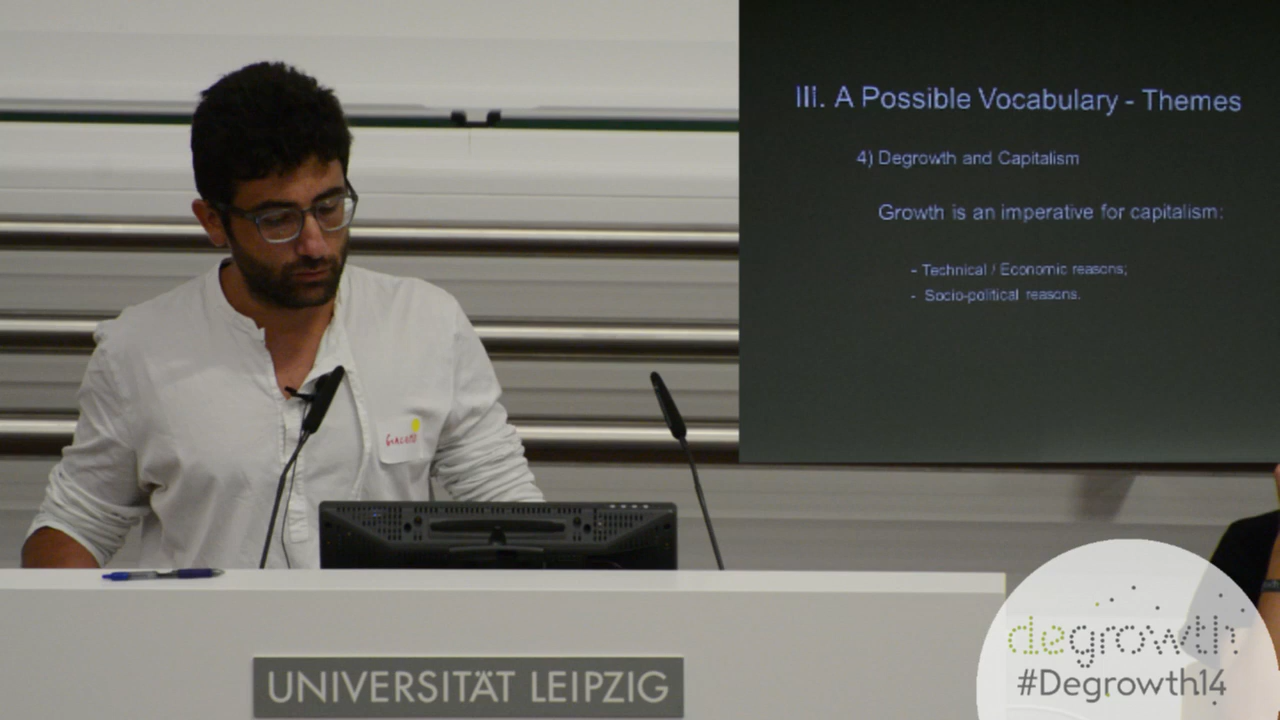 III. A Possible Vocabulary - Themes
4) Degrowth and Capitalism
Growth is an imperative for capitalism:
- Technical / Economic reasons;
- Socio-political reasons.
GIACOMO
UNIVERSITÄT LEIPZIG
degrowth
#Degrowth14